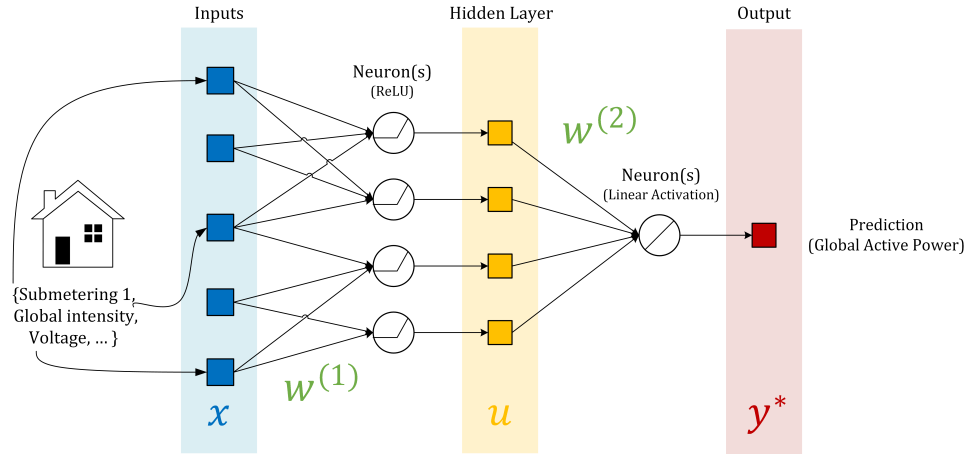 Inputs
Hidden Layer
Output
Neuron(s)
(ReLU)
w(2)
Neuron(s)
(Linear Activation)
Prediction
(Global Active Power)
{Submetering 1,
Global intensity,
Voltage, ... }
w(1)
x
u
y*